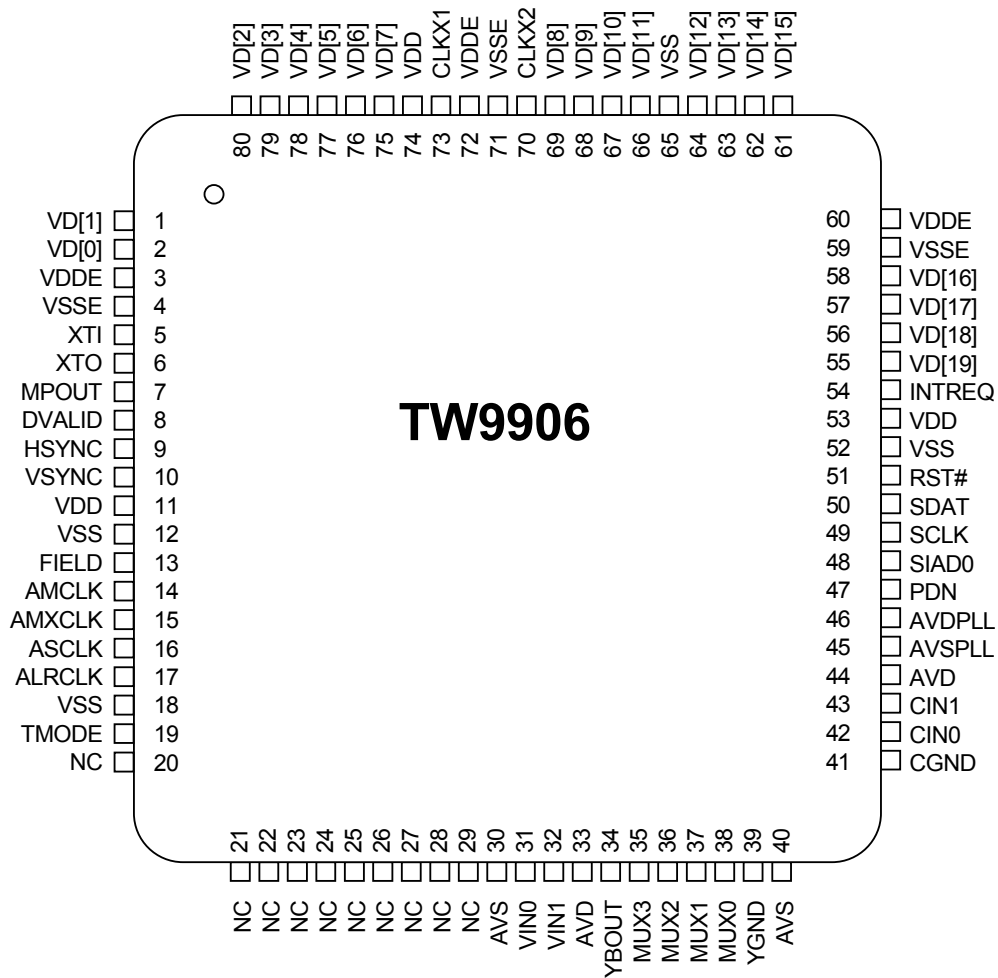 VD[2] VD[3] VD[4] VD[5] VD[6] VD[7] VDD CLKX1 VDDE VSSE CLKX2 VD[8] VD[9] VD[10] VD[11] VSS VD[12] VD[13] VD[14] VD[15]
80 79 78 77 76 75 74 73 72 71 70 69 68 67 66 65 64 63 62 61
VD[1] 1 60 VDDE
VD[0] 2 59 VSSE
VDDE 3 58 VD[16]
VSSE 4 57 VD[17]
XTI 5 56 VD[18]
XTO 6 55 VD[19]
MPOUT 7 54 INTREQ
DVALID 8 53 VDD
HSYNC 9 52 VSS
VSYNC 10 51 RST#
VDD 11 50 SDAT
VSS 12 49 SCLK
FIELD 13 48 SIAD0
AMCLK 14 47 PDN
AMXCLK 15 46 AVDPLL
ASCLK 16 45 AVSPLL
ALRCLK 17 44 AVD
VSS 18 43 CIN1
TMODE 19 42 CIN0
NC 20 41 CGND
TW9906
21 22 23 24 25 26 27 28 29 30 31 32 33 34 35 36 37 38 39 40
NC NC NC NC NC NC NC NC NC AVS VIN0 VIN1 AVD YBOUT MUX3 MUX2 MUX1 MUX0 YGND AVS